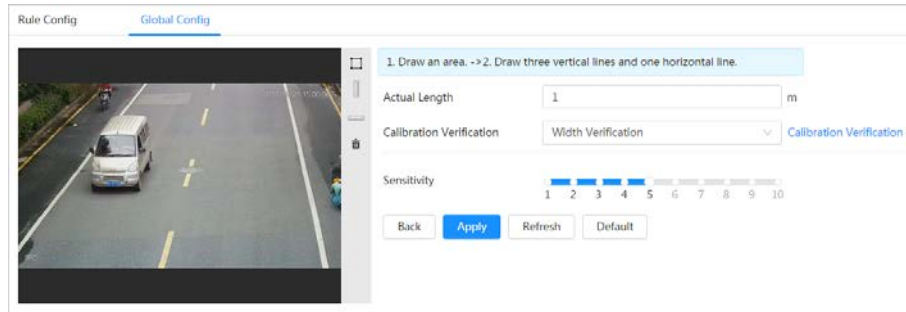 Rule Config
Global Config
1. Draw an area. ->2. Draw three vertical lines and one horizontal line.
Actual Length 1 m
Calibration Verification Width Verification Calibration Verification
Sensitivity
1 2 3 4 5 6 7 8 9 10
Back Apply Refresh Default